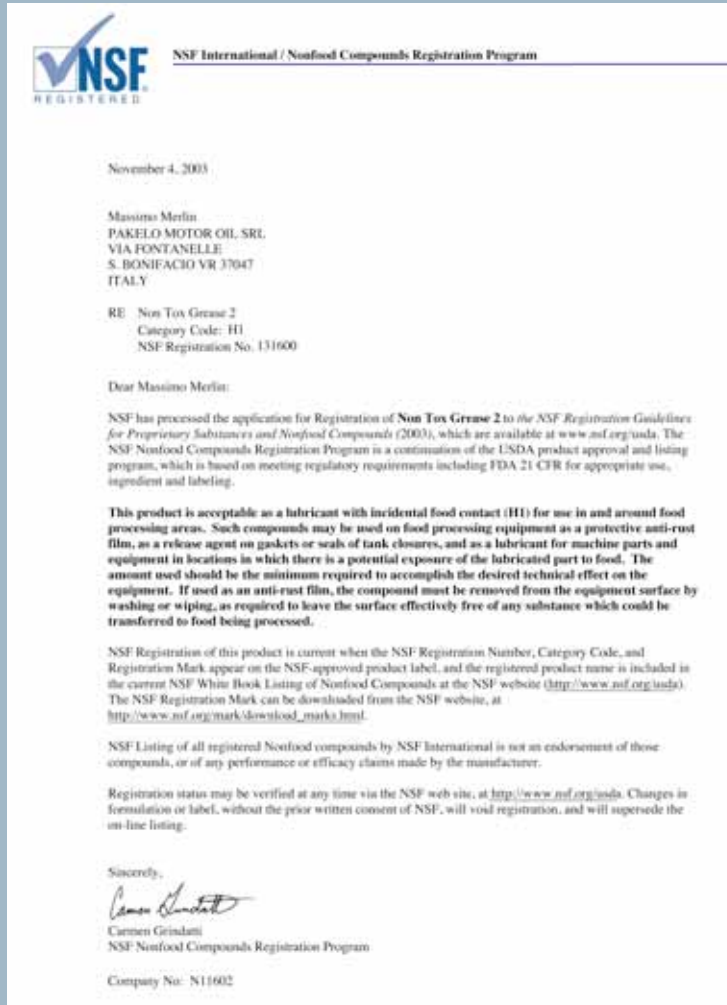 NSF®
REGISTERED
NSF International / Nonfood Compounds Registration Program
November 4, 2003
Massimo Merlin
PAKELO MOTOR OIL SRL
VIA FONTANELLE
S. BONIFACIO VR 37047
ITALY
RE Non Tox Grease 2
Category Code: H1
NSF Registration No. 131600
Dear Massimo Merlin:
NSF has processed the application for Registration of Non Tox Grease 2 to the NSF Registration Guidelines
for Proprietary Substances and Nonfood Compounds (2003), which are available at www.nsf.org/usda. The
NSF Nonfood Compounds Registration Program is a continuation of the USDA product approval and listing
program, which is based on meeting regulatory requirements including FDA 21 CFR for appropriate use,
ingredient and labeling.
This product is acceptable as a lubricant with incidental food contact (H1) for use in and around food
processing areas. Such compounds may be used on food processing equipment as a protective anti-rust
film, as a release agent on gaskets or seals of tank closures, and as a lubricant for machine parts and
equipment in locations in which there is a potential exposure of the lubricated part to food. The
amount used should be the minimum required to accomplish the desired technical effect on the
equipment. If used as an anti-rust film, the compound must be removed from the equipment surface by
washing or wiping, as required to leave the surface effectively free of any substance which could be
transferred to food being processed.
NSF Registration of this product is current when the NSF Registration Number, Category Code, and
Registration Mark appear on the NSF-approved product label, and the registered product name is included in
the current NSF White Book Listing of Nonfood Compounds at the NSF website (http://www.nsf.org/usda).
The NSF Registration Mark can be downloaded from the NSF website, at
http://www.nsf.org/mark/download_marks.html.
NSF Listing of all registered Nonfood compounds by NSF International is not an endorsement of those
compounds, or of any performance or efficacy claims made by the manufacturer.
Registration status may be verified at any time via the NSF web site, at http://www.nsf.org/usda. Changes in
formulation or label, without the prior written consent of NSF, will void registration, and will supersede the
on-line listing.
Sincerely,
Carmen Grindatti
NSF Nonfood Compounds Registration Program
Company No: N11602